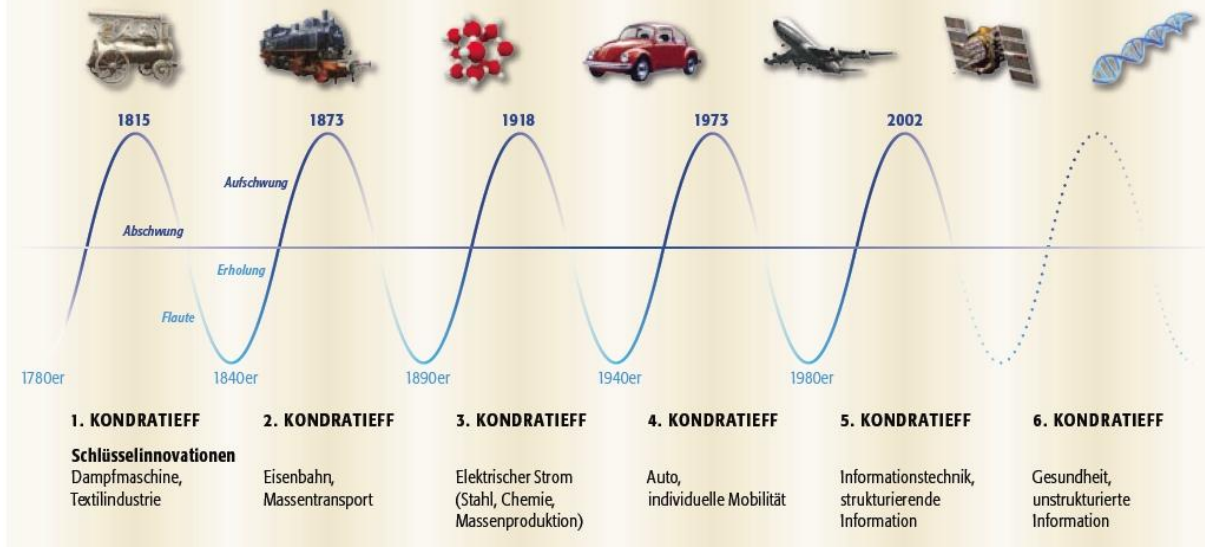 1815
1873
1918
1973
2002
Aufschwung
Abschwung
Erholung
Flaute
1780er
1840er
1890er
1940er
1980er
1. KONDRATIEFF
Schlüsselinnovationen
Dampfmaschine,
Textilindustrie
2. KONDRATIEFF
Eisenbahn,
Massentransport
3. KONDRATIEFF
Elektrischer Strom
(Stahl, Chemie,
Massenproduktion)
4. KONDRATIEFF
Auto,
individuelle Mobilität
5. KONDRATIEFF
Informationstechnik,
strukturierende
Information
6. KONDRATIEFF
Gesundheit,
unstrukturierte
Information